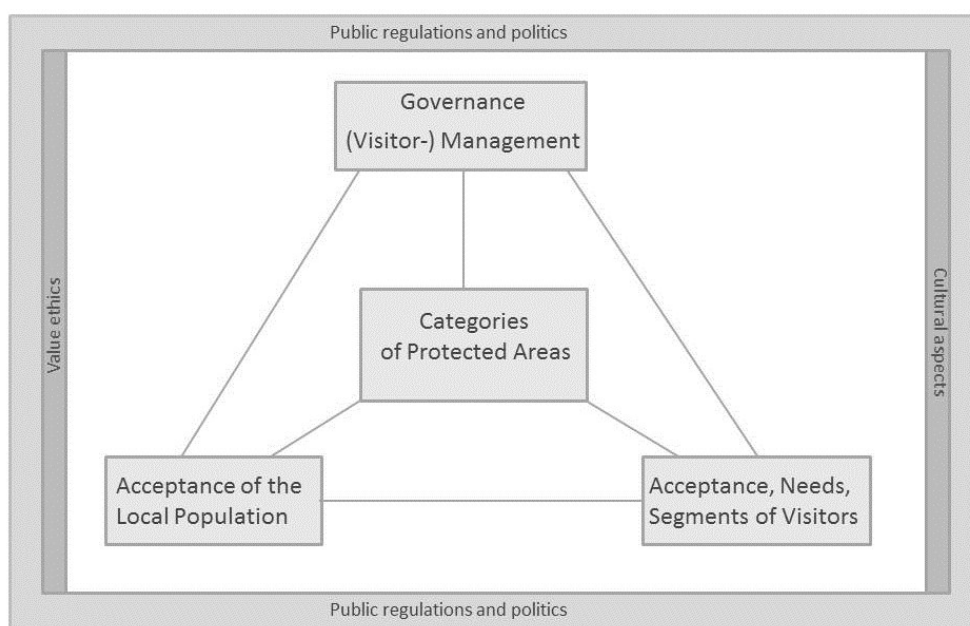 Public regulations and politics
Governance
(Visitor-) Management
Value ethics
Cultural aspects
Categories
of Protected Areas
Acceptance of the
Local Population
Acceptance, Needs,
Segments of Visitors
Public regulations and politics